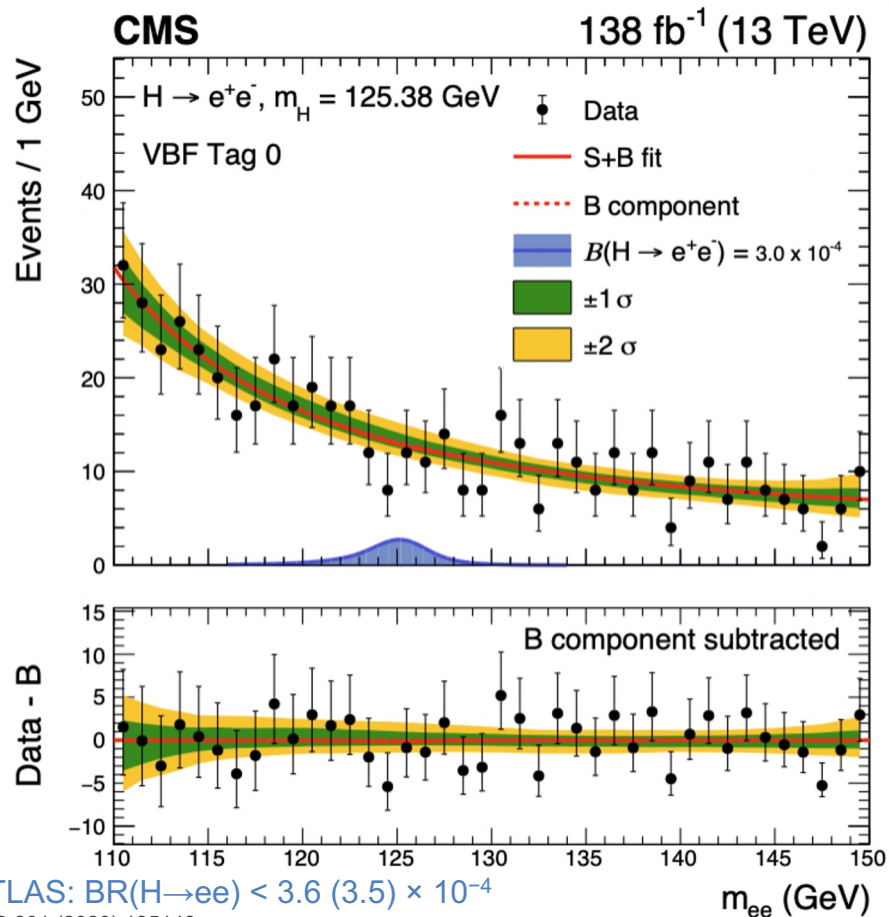 CMS 138 fb⁻¹ (13 TeV)
H → e⁺e⁻, m_H = 125.38 GeV
VBF Tag 0
Data
S+B fit
B component
B(H → e⁺e⁻) = 3.0 x 10⁻⁴
±1 σ
±2 σ
Events / 1 GeV
50
40
30
20
10
0
B component subtracted
Data - B
15
10
5
0
−5
−10
110 115 120 125 130 135 140 145 150
m_ee (GeV)
TLAS: BR(H→ee) < 3.6 (3.5) × 10⁻⁴